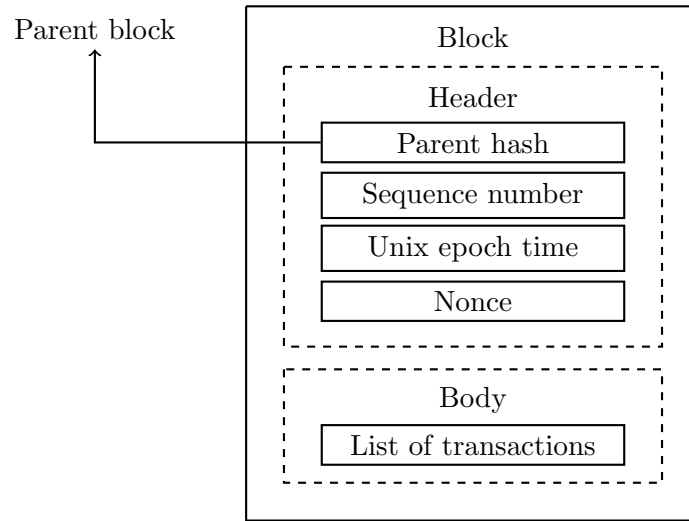 Parent block
Block
Header
Parent hash
Sequence number
Unix epoch time
Nonce
Body
List of transactions